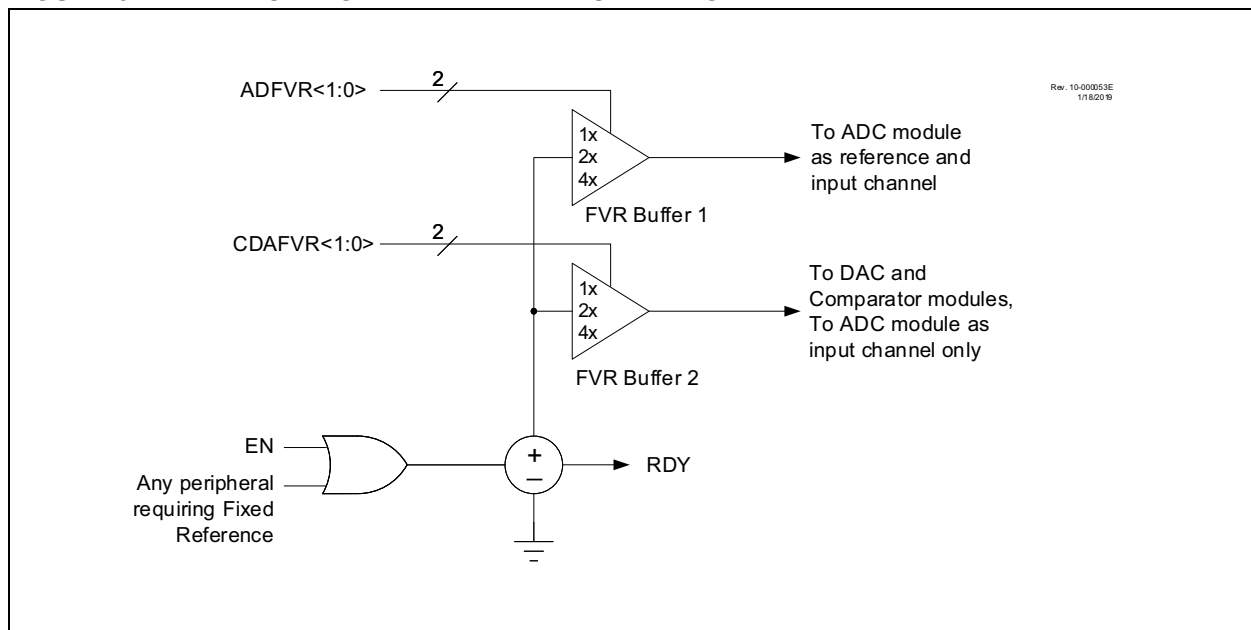 ADFVR<1:0>
2
Rev. 10-000053E
1/18/2019
1x
2x
4x
To ADC module
as reference and
input channel
FVR Buffer 1
CDAFVR<1:0>
2
1x
2x
4x
To DAC and
Comparator modules,
To ADC module as
input channel only
FVR Buffer 2
EN
+
–
RDY
Any peripheral
requiring Fixed
Reference